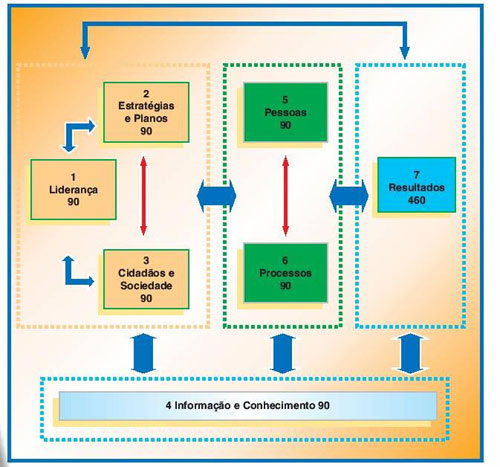 1
Liderança
90
2
Estratégias
e Planos
90
3
Cidadãos e
Sociedade
90
5
Pessoas
90
6
Processos
90
7
Resultados
460
4 Informação e Conhecimento 90